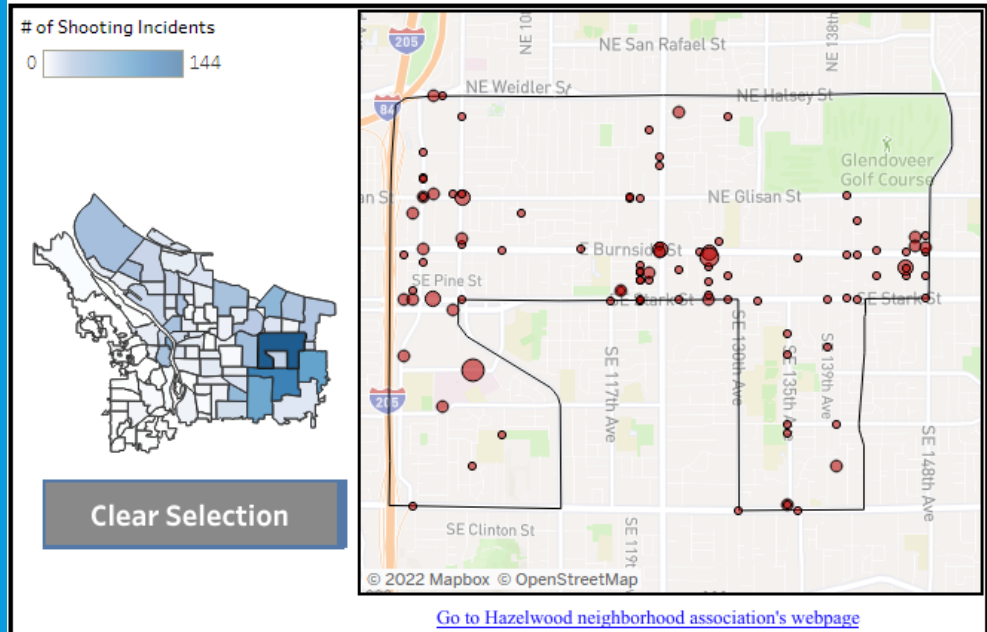 # of Shooting Incidents
0 144
205
NE San Rafael St
NE 138th
84
NE Weidler St
NE Halsey St
Glendoveer
Golf Course
NE Glisan St
E Burnside St
SE Pine St
SE Stark St
SE Stark St
SE 117th Ave
SE 130th Ave
SE 135th Ave
SE 139th Ave
SE 148th Ave
205
Clear Selection
SE Clinton St
© 2022 Mapbox © OpenStreetMap
Go to Hazelwood neighborhood association's webpage